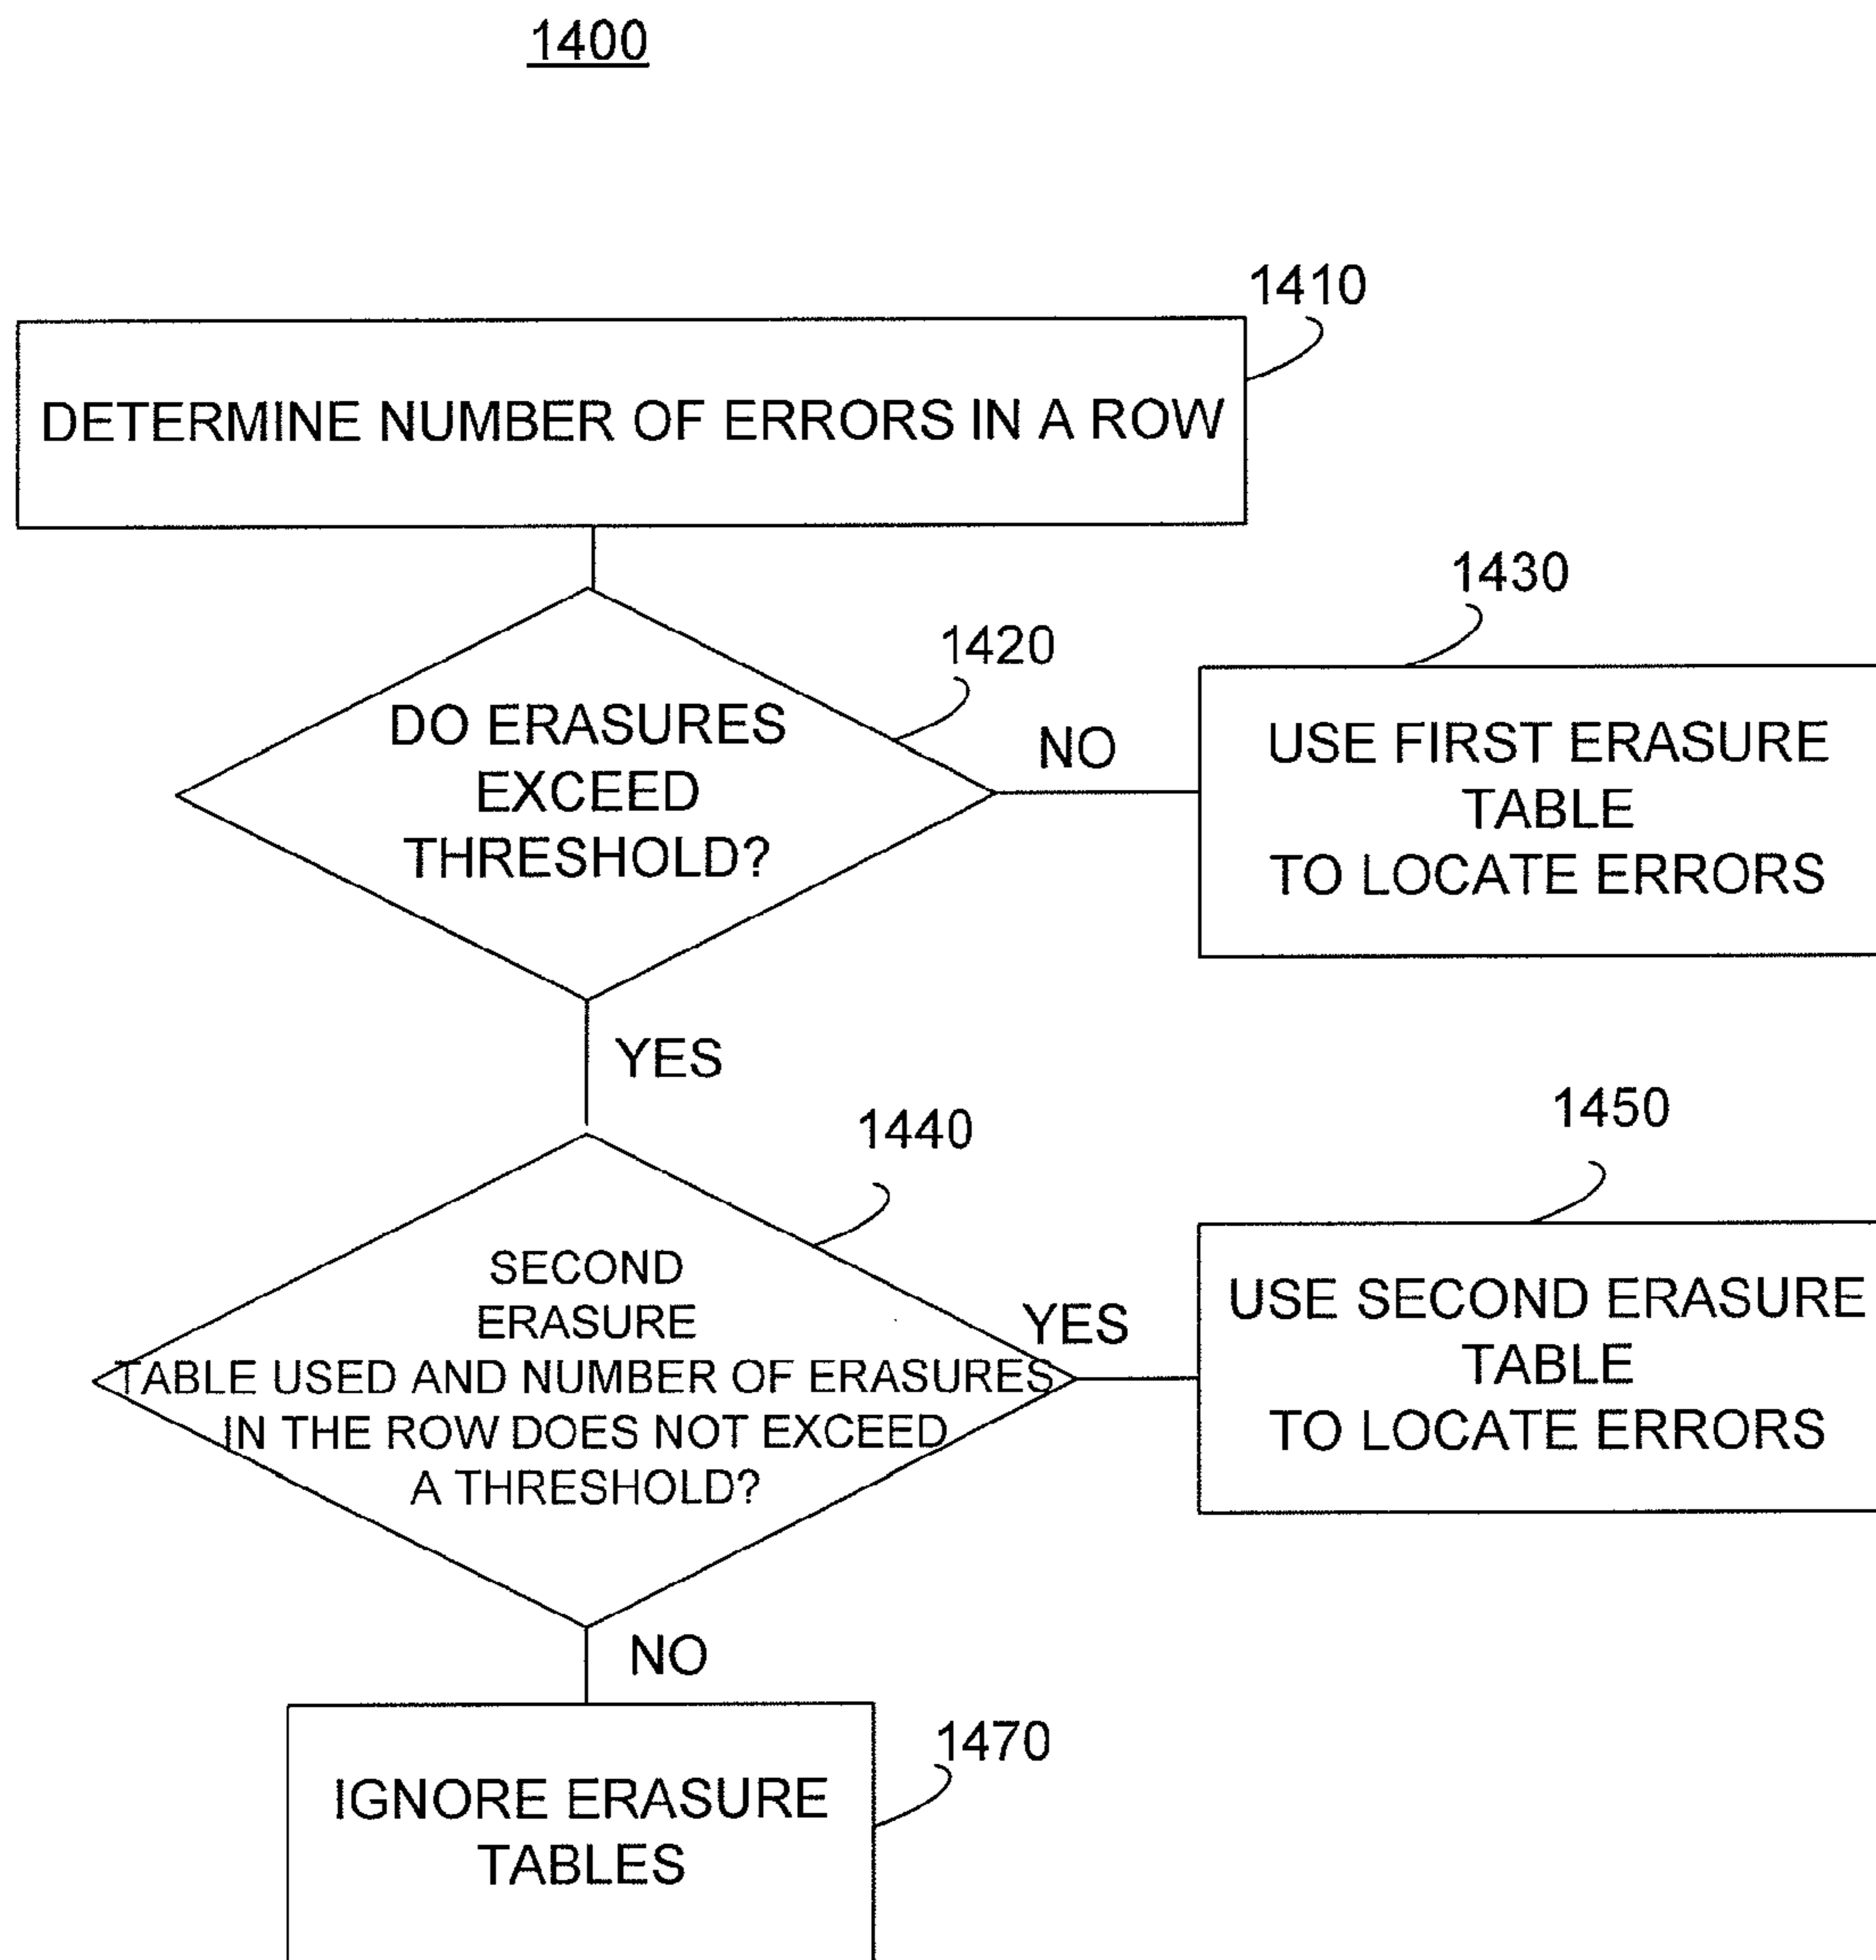 1400
1410
DETERMINE NUMBER OF ERRORS IN A ROW
1420
DO ERASURES
EXCEED
THRESHOLD?
NO
1430
USE FIRST ERASURE
TABLE
TO LOCATE ERRORS
YES
1440
SECOND
ERASURE
TABLE USED AND NUMBER OF ERASURES
IN THE ROW DOES NOT EXCEED
A THRESHOLD?
YES
1450
USE SECOND ERASURE
TABLE
TO LOCATE ERRORS
NO
1470
IGNORE ERASURE
TABLES